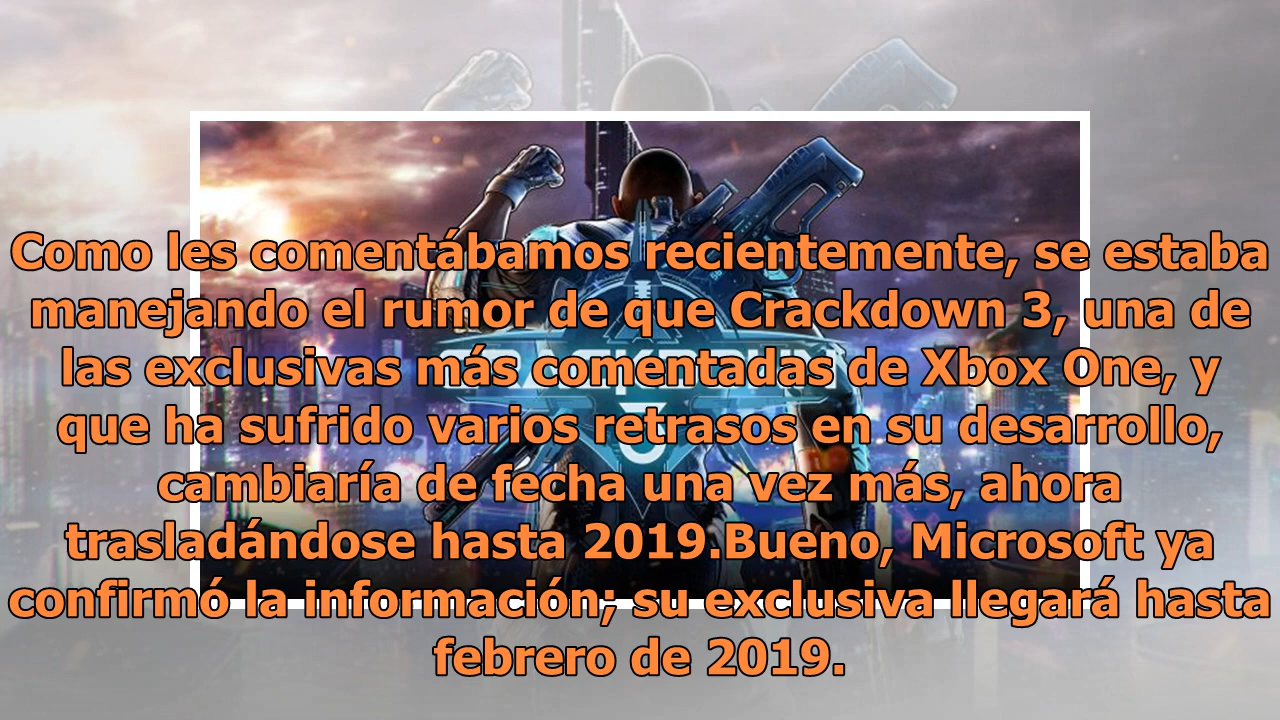 Como les comentábamos recientemente, se estaba
manejando el rumor de que Crackdown 3, una de
las exclusivas más comentadas de Xbox One, y
que ha sufrido varios retrasos en su desarrollo,
cambiaría de fecha una vez más, ahora
trasladándose hasta 2019.Bueno, Microsoft ya
confirmó la información; su exclusiva llegará hasta
febrero de 2019.
3